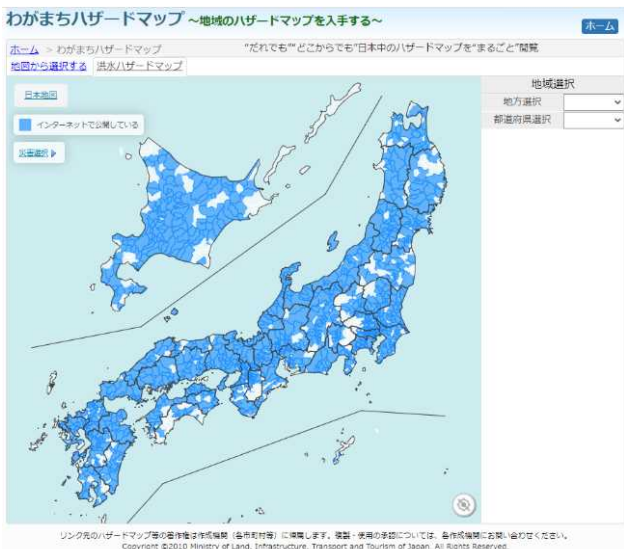 わがまちハザードマップ ~地域のハザードマップを入手する~
ホーム
ホーム > わがまちハザードマップ
"だれでも""どこからでも"日本中のハザードマップを"まるごと"閲覧
地図から選択する 洪水ハザードマップ
地域選択
日本地図
地方選択
都道府県選択
インターネットで公開している
災害選択▶
リンク先のハザードマップ等の著作権は作成機関（各市町村等）に帰属します。複製・使用の承認については、各作成機関にお問い合わせください。
Copyright ©2010 Ministry of Land, Infrastructure, Transport and Tourism of Japan. All Rights Reserved